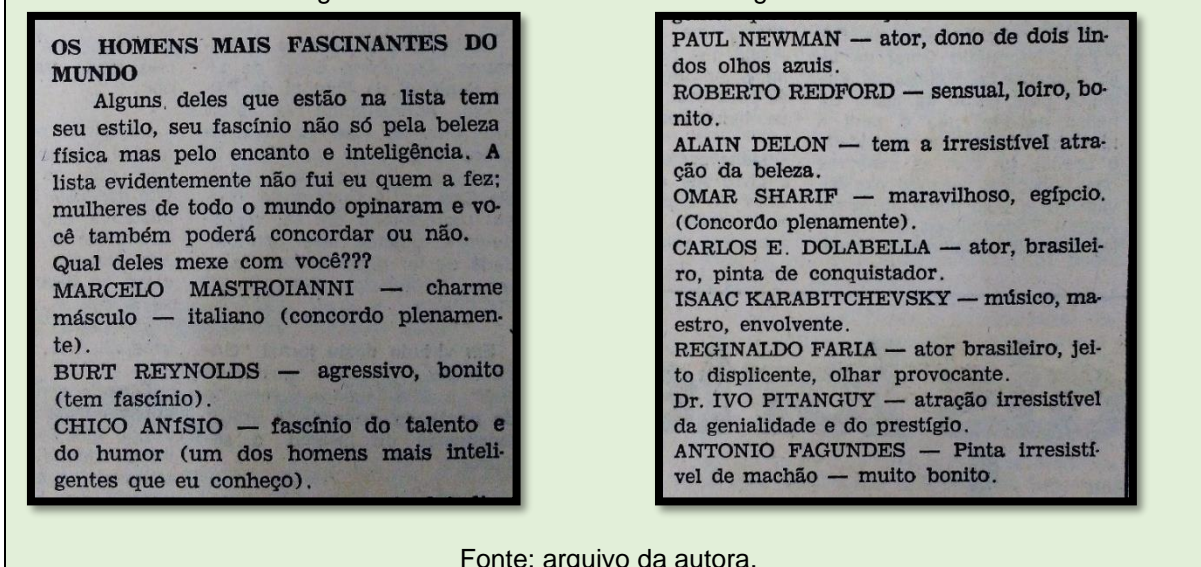 OS HOMENS MAIS FASCINANTES DO
MUNDO
Alguns deles que estão na lista tem
seu estilo, seu fascínio não só pela beleza
física mas pelo encanto e inteligência. A
lista evidentemente não fui eu quem a fez;
mulheres de todo o mundo opinaram e vo-
cê também poderá concordar ou não.
Qual deles mexe com você???
MARCELO MASTROIANNI — charme
másculo — italiano (concordo plenamen-
te).
BURT REYNOLDS — agressivo, bonito
(tem fascínio).
CHICO ANÍSIO — fascínio do talento e
do humor (um dos homens mais inteli-
gentes que eu conheço).
PAUL NEWMAN — ator, dono de dois lin-
dos olhos azuis.
ROBERTO REDFORD — sensual, loiro, bo-
nito.
ALAIN DELON — tem a irresistível atra-
ção da beleza.
OMAR SHARIF — maravilhoso, egípcio.
(Concordo plenamente).
CARLOS E. DOLABELLA — ator, brasilei-
ro, pinta de conquistador.
ISAAC KARABITCHEVSKY — músico, ma-
estro, envolvente.
REGINALDO FARIA — ator brasileiro, jei-
to displicente, olhar provocante.
Dr. IVO PITANGUY — atração irresistível
da genialidade e do prestígio.
ANTONIO FAGUNDES — Pinta irresistí-
vel de machão — muito bonito.
Fonte: arquivo da autora.